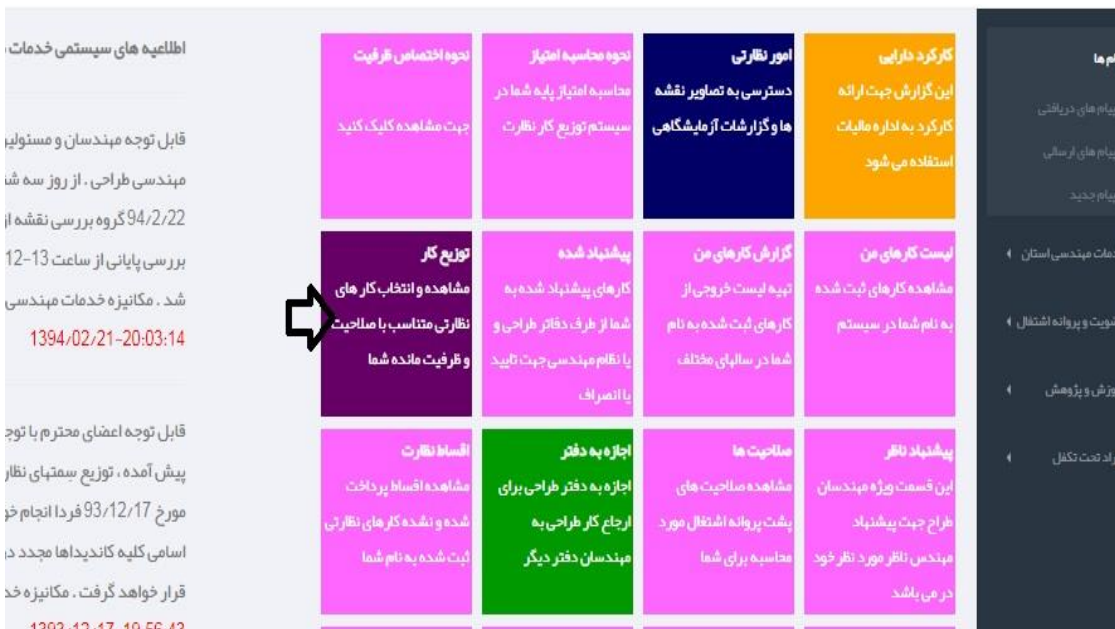 پیام های دریافتی
پیام های ارسالی
پیام جدید
کارکرد دارایی
این گزارش جهت ارائه
کارکرد به اداره مالیات
استفاده می شود
امور نظارتی
دسترسی به تصاویر نقشه
ها و گزارشات آزمایشگاهی
نحوه محاسبه امتیاز
محاسبه امتیاز پایه شما در
سیستم توزیع کار نظارت
نحوه اختصاص ظرفیت
جهت مشاهده کلیک کنید
لیست کارهای من
مشاهده کارهای ثبت شده
به نام شما در سیستم
گزارش کارهای من
تهیه لیست خروجی از
کارهای ثبت شده به نام
شما در سالهای مختلف
پیشنهاد شده
کارهای پیشنهاد شده به
شما از طرف دفاتر طراحی و
یا نظام مهندسی جهت تایید
یا انصراف
توزیع کار
مشاهده و انتخاب کار های
نظارتی متناسب با صلاحیت
و ظرفیت مانده شما
پیشنهاد ناظر
این قسمت ویژه مهندسان
طراح جهت پیشنهاد
مهندس ناظر مورد نظر خود
در می باشد
صلاحیت ها
مشاهده صلاحیت های
پشت پروانه اشتغال مورد
محاسبه برای شما
اجازه به دفتر
اجازه به دفتر طراحی برای
ارجاع کار طراحی به
مهندسان دفتر دیگر
اقساط نظارت
مشاهده اقساط پرداخت
شده و نشده کارهای نظارتی
ثبت شده به نام شما
مهندسی استان
و پروانه اشتغال
و پژوهش
تحت تکفل
اطلاعیه های سیستمی خدمات
قابل توجه مهندسان و
مهندسی طراحی . از روز سه
94/2/22 گروه بررسی نقشه
بررسی پایانی از ساعت 13-12
شد . مکانیزه خدمات مهندسی
1394/02/21-20:03:14
قابل توجه اعضای محترم با
پیش آمده ، توزیع سمتهای
مورخ 93/12/17 فردا انجام
اسامی کلیه کاندیداها مجدد
قرار خواهد گرفت . مکانیزه